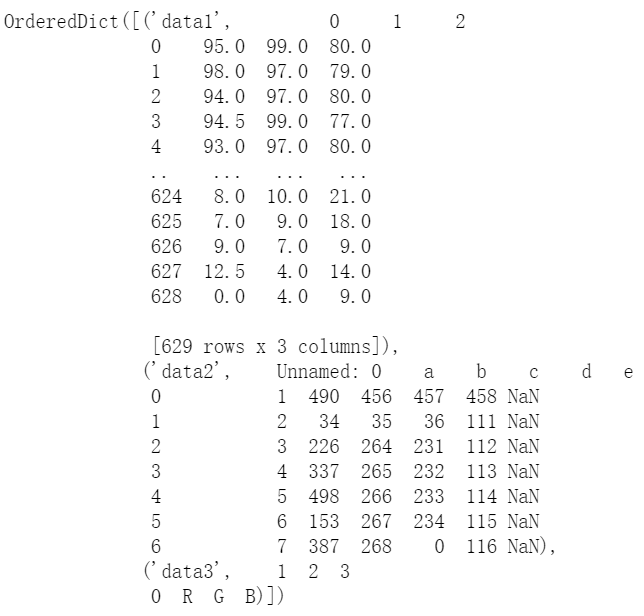 OrderedDict([('data1',        0     1     2
0    95.0  99.0  80.0
1    98.0  97.0  79.0
2    94.0  97.0  80.0
3    94.5  99.0  77.0
4    93.0  97.0  80.0
..    ...   ...   ...
624   8.0  10.0  21.0
625   7.0   9.0  18.0
626   9.0   7.0   9.0
627  12.5   4.0  14.0
628   0.0   4.0   9.0
[629 rows x 3 columns]),
('data2',    Unnamed: 0    a    b    c    d   e
0           1  490  456  457  458 NaN
1           2   34   35   36  111 NaN
2           3  226  264  231  112 NaN
3           4  337  265  232  113 NaN
4           5  498  266  233  114 NaN
5           6  153  267  234  115 NaN
6           7  387  268    0  116 NaN),
('data3',    1  2  3
0  R  G  B)])